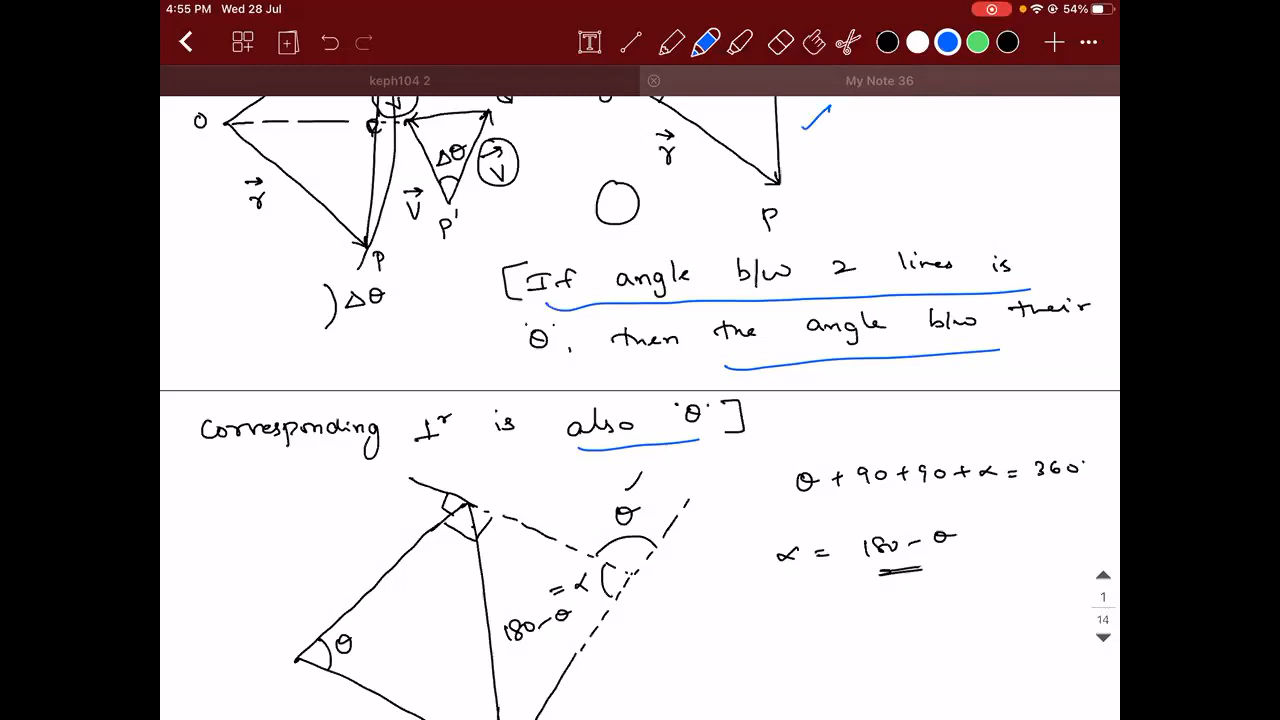 4:55 PM Wed 28 Jul
54%
T
keph104 2
My Note 36
O
Δθ
V
V
r
P'
P
Δθ
r
P
[If angle b/w 2 lines is
'θ', then the angle b/w their
corresponding ⊥r is also 'θ']
θ + 90 + 90 + α = 360°
α = 180 - θ
θ
= α
180 - θ
θ
1
14